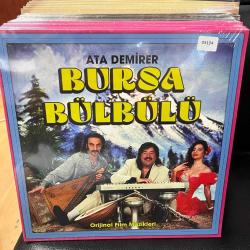 ATA DEMİRER
BURSA
BÜLBÜLÜ
Orijinal Film Müzikleri